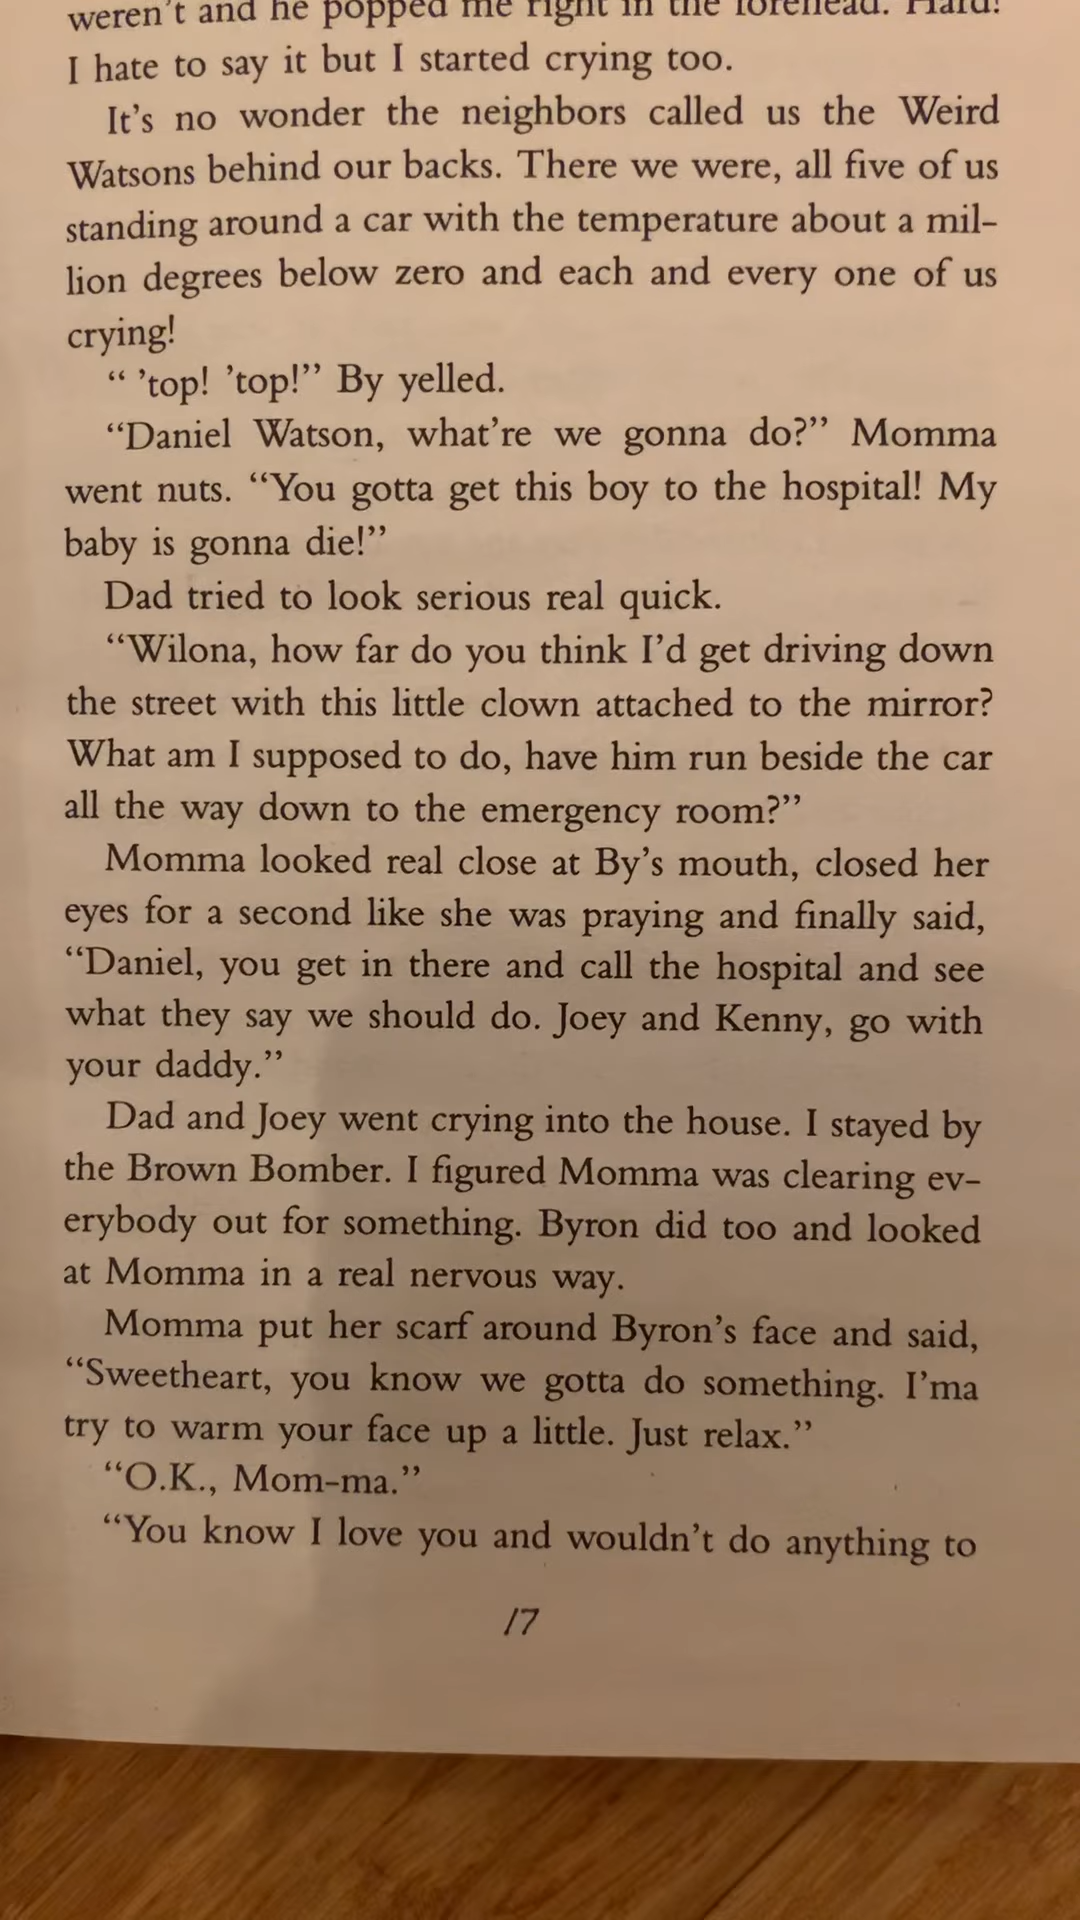 weren't and he popped me right in the forehead. Hard!
I hate to say it but I started crying too.
It's no wonder the neighbors called us the Weird
Watsons behind our backs. There we were, all five of us
standing around a car with the temperature about a mil-
lion degrees below zero and each and every one of us
crying!
“ ’top! ’top!” By yelled.
“Daniel Watson, what’re we gonna do?” Momma
went nuts. “You gotta get this boy to the hospital! My
baby is gonna die!”
Dad tried to look serious real quick.
“Wilona, how far do you think I’d get driving down
the street with this little clown attached to the mirror?
What am I supposed to do, have him run beside the car
all the way down to the emergency room?”
Momma looked real close at By’s mouth, closed her
eyes for a second like she was praying and finally said,
“Daniel, you get in there and call the hospital and see
what they say we should do. Joey and Kenny, go with
your daddy.”
Dad and Joey went crying into the house. I stayed by
the Brown Bomber. I figured Momma was clearing ev-
erybody out for something. Byron did too and looked
at Momma in a real nervous way.
Momma put her scarf around Byron’s face and said,
“Sweetheart, you know we gotta do something. I’ma
try to warm your face up a little. Just relax.”
“O.K., Mom-ma.”
“You know I love you and wouldn’t do anything to
17